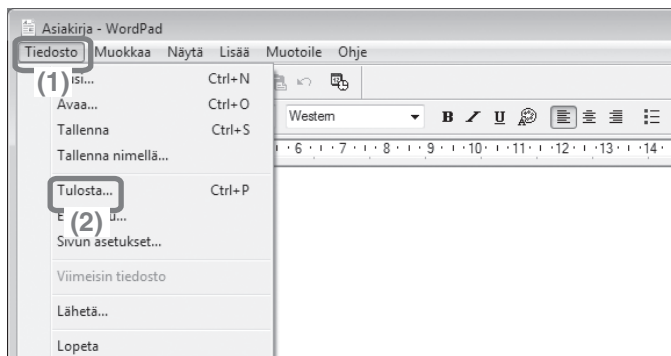 Asiakirja - WordPad
Tiedosto Muokkaa Näytä Lisää Muotoile Ohje
(1) Ctrl+N
Avaa... Ctrl+O
Tallenna Ctrl+S
Western
B U
Tallenna nimellä...
6 7 8 9 10 11 12 13 14
Tulosta... Ctrl+P
(2)
Sivun asetukset...
Viimeisin tiedosto
Lähetä...
Lopeta